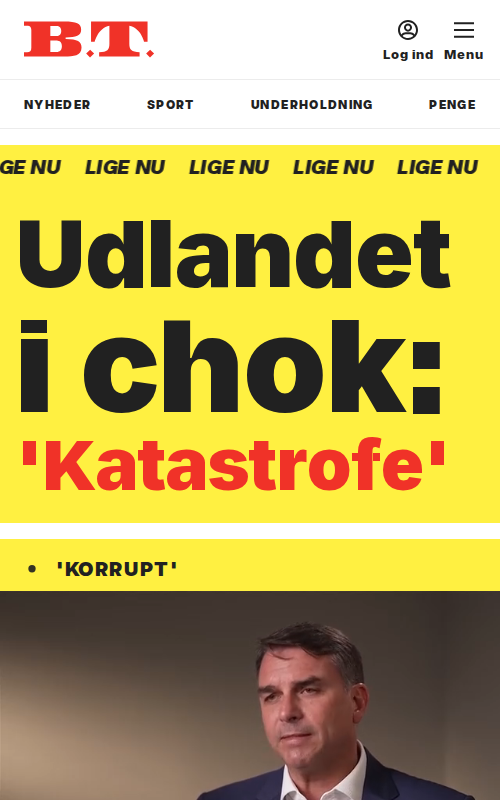 B.T.
Log ind Menu
NYHEDER SPORT UNDERHOLDNING PENGE
GE NU LIGE NU LIGE NU LIGE NU LIGE NU
Udlandet
i chok:
'Katastrofe'
• 'KORRUPT'